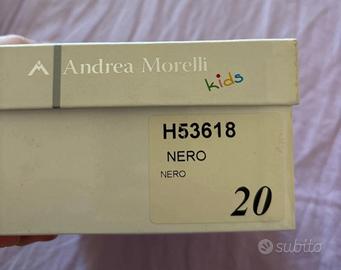 Andrea Morelli
kids
H53618
NERO
NERO
20
subito